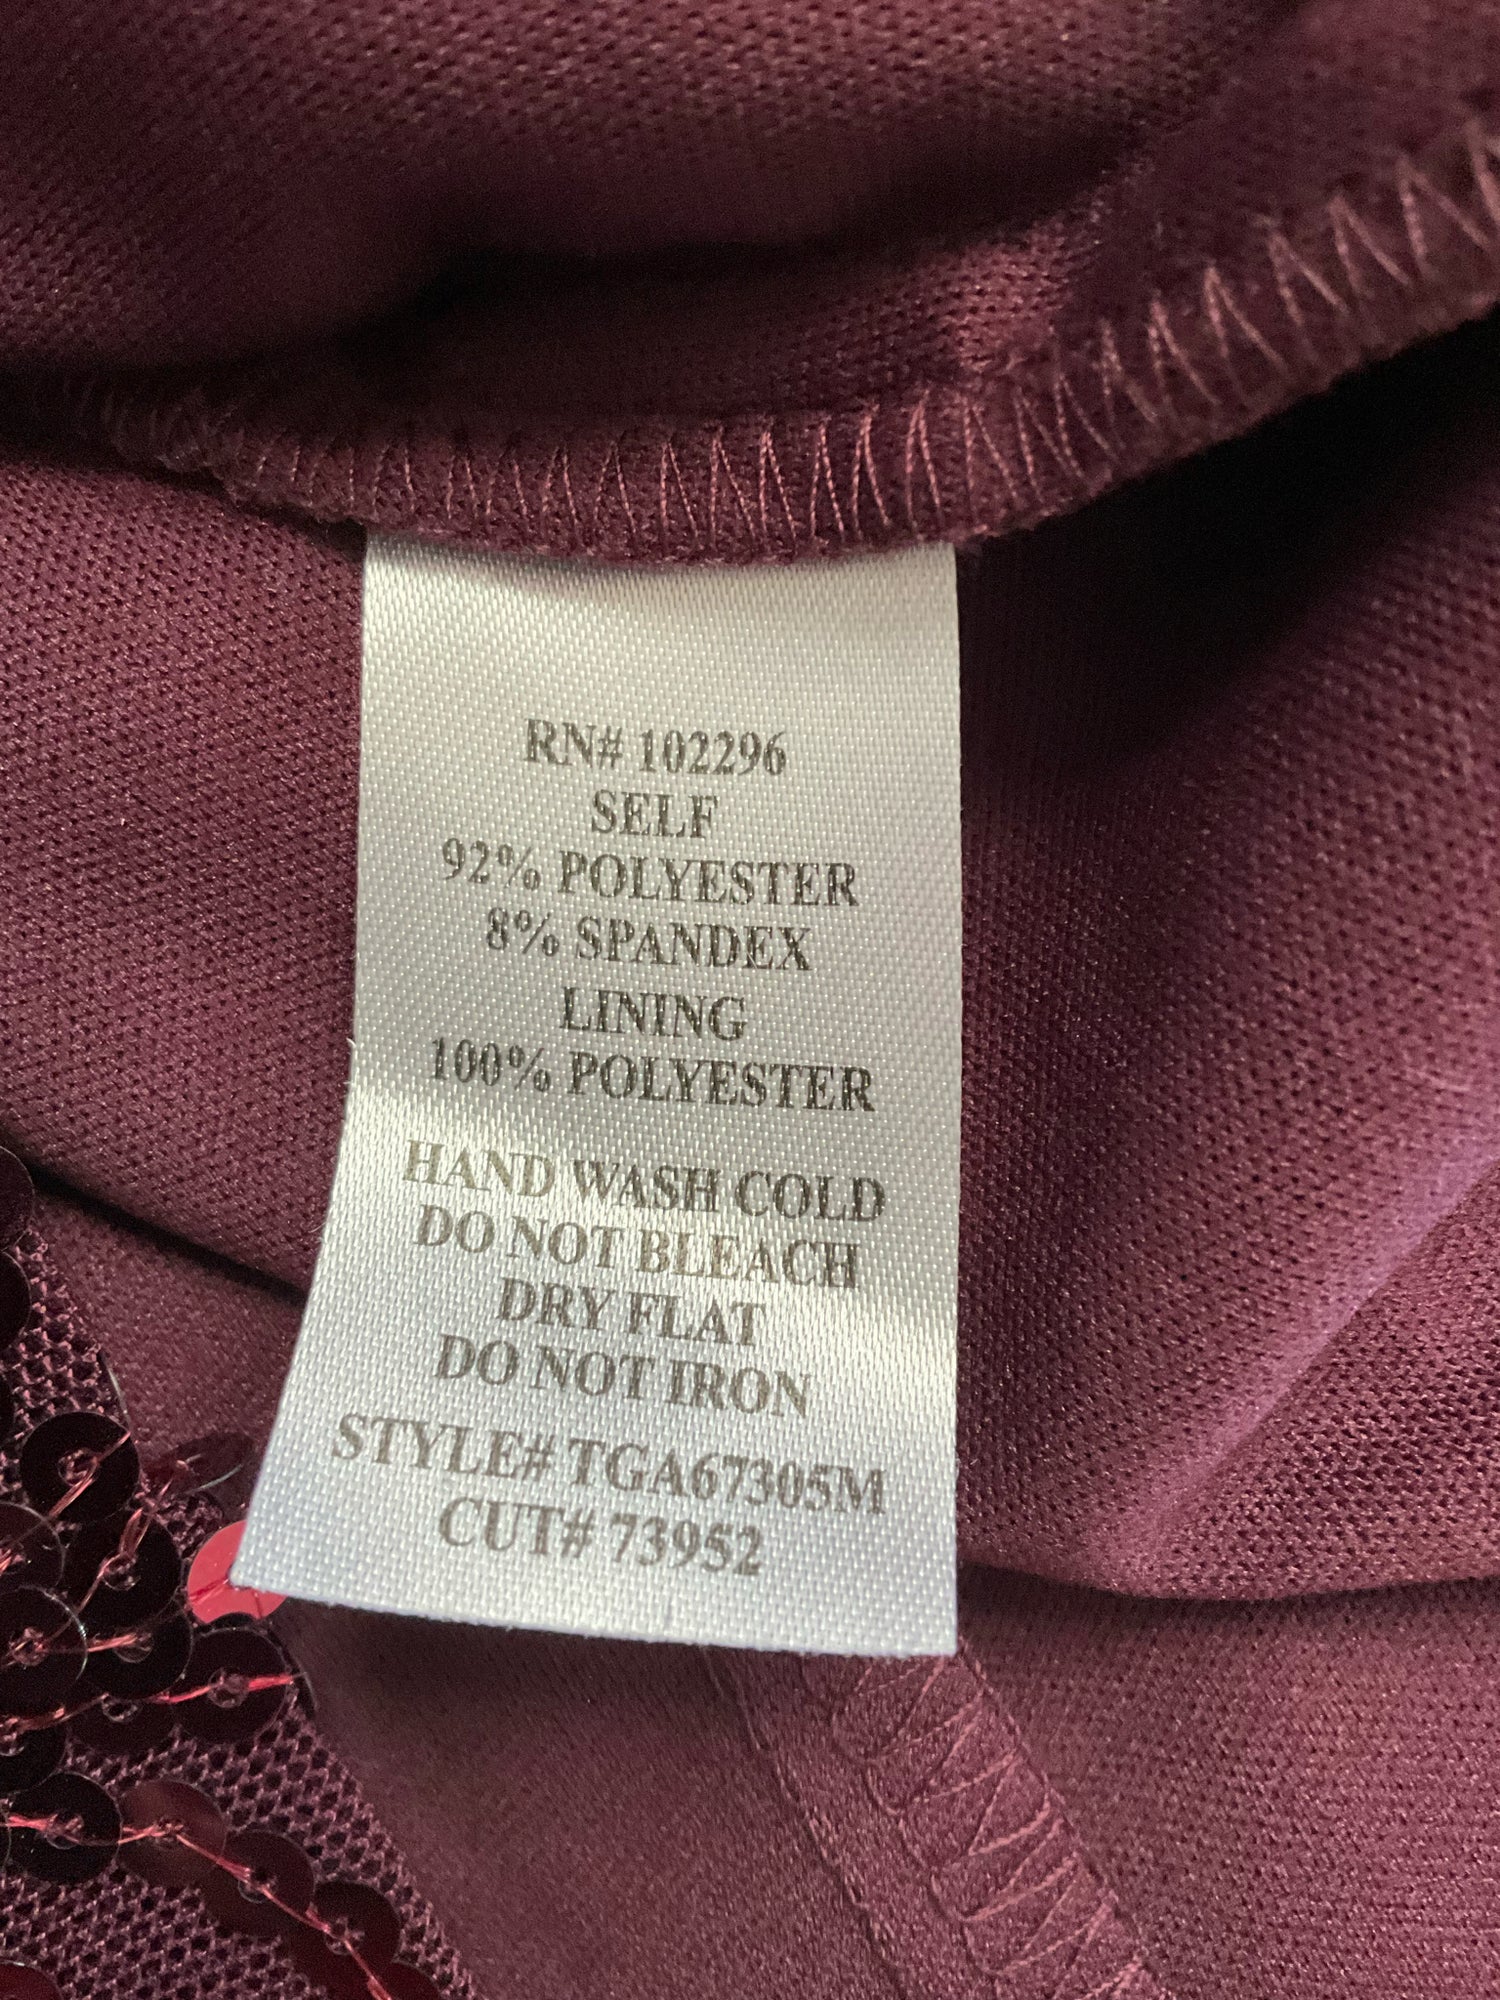 RN# 102296
SELF
92% POLYESTER
8% SPANDEX
LINING
100% POLYESTER
HAND WASH COLD
DO NOT BLEACH
DRY FLAT
DO NOT IRON
STYLE# TGA67305M
CUT# 73952